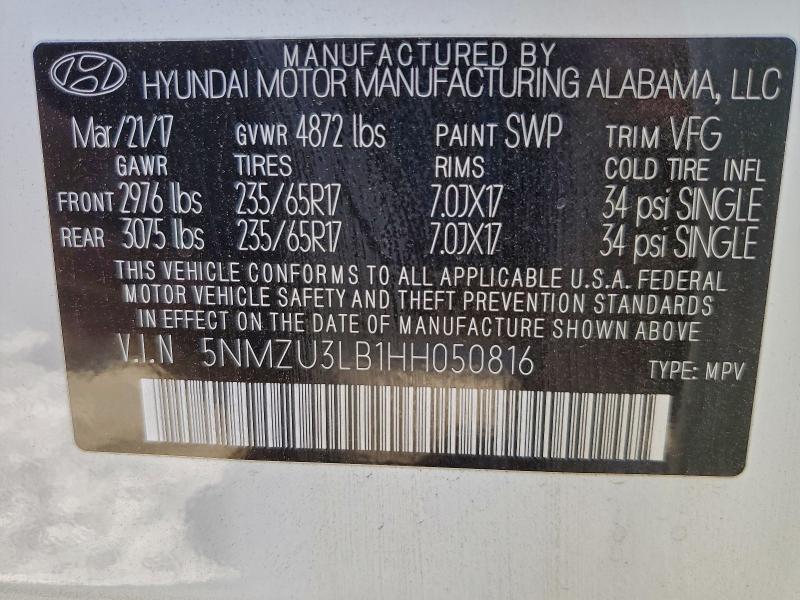 MANUFACTURED BY
HYUNDAI MOTOR MANUFACTURING ALABAMA, LLC
Mar/21/17 GVWR 4872 lbs PAINT SWP TRIM VFG
GAWR TIRES RIMS COLD TIRE INFL
FRONT 2976 lbs 235/65R17 7.0JX17 34 psi SINGLE
REAR 3075 lbs 235/65R17 7.0JX17 34 psi SINGLE
THIS VEHICLE CONFORMS TO ALL APPLICABLE U.S.A. FEDERAL
MOTOR VEHICLE SAFETY AND THEFT PREVENTION STANDARDS
IN EFFECT ON THE DATE OF MANUFACTURE SHOWN ABOVE
V.I.N 5NMZU3LB1HH050816 TYPE: MPV